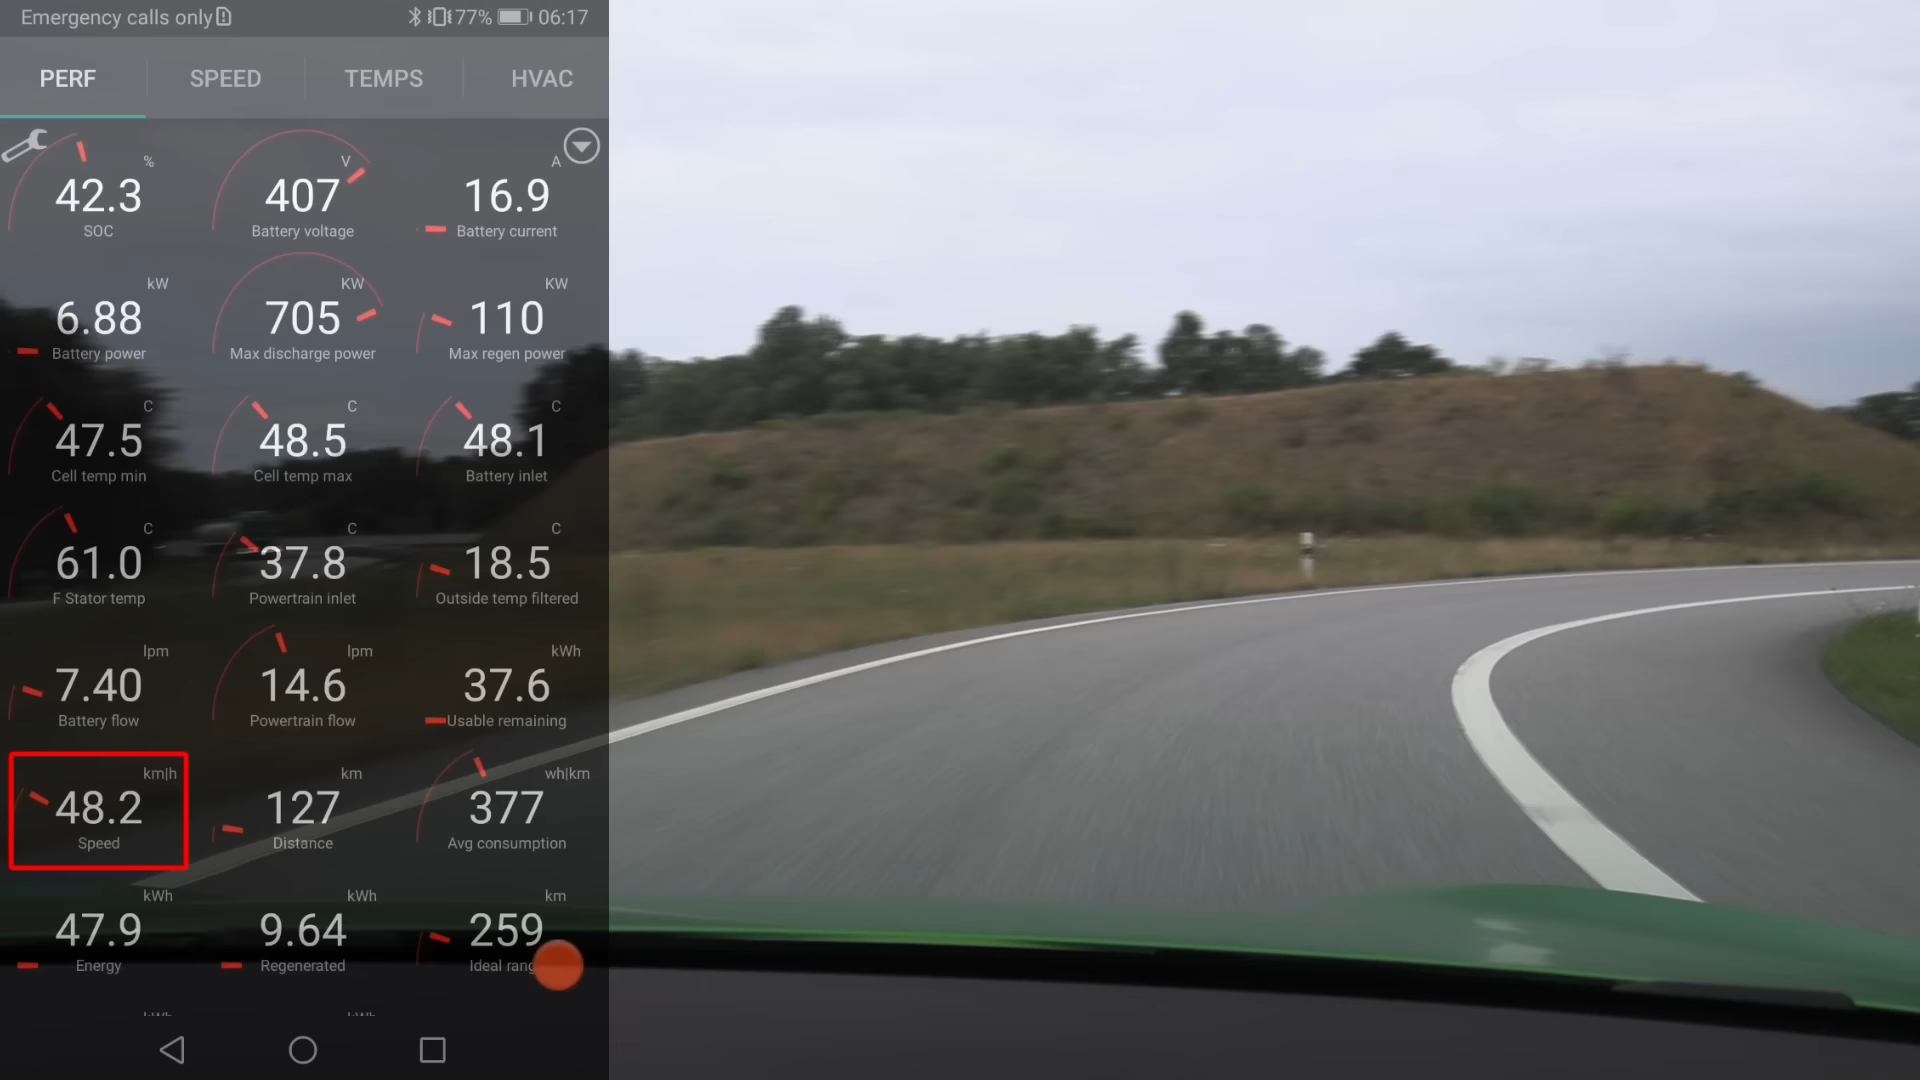 Emergency calls only 77% 06:17
PERF SPEED TEMPS HVAC
% V A
42.3 407 16.9
SOC Battery voltage Battery current
kW KW KW
6.88 705 110
Battery power Max discharge power Max regen power
C C C
47.5 48.5 48.1
Cell temp min Cell temp max Battery inlet
C C C
61.0 37.8 18.5
F Stator temp Powertrain inlet Outside temp filtered
lpm lpm kWh
7.40 14.6 37.6
Battery flow Powertrain flow Usable remaining
km|h km wh|km
48.2 127 377
Speed Distance Avg consumption
kWh kWh km
47.9 9.64 259
Energy Regenerated Ideal rang